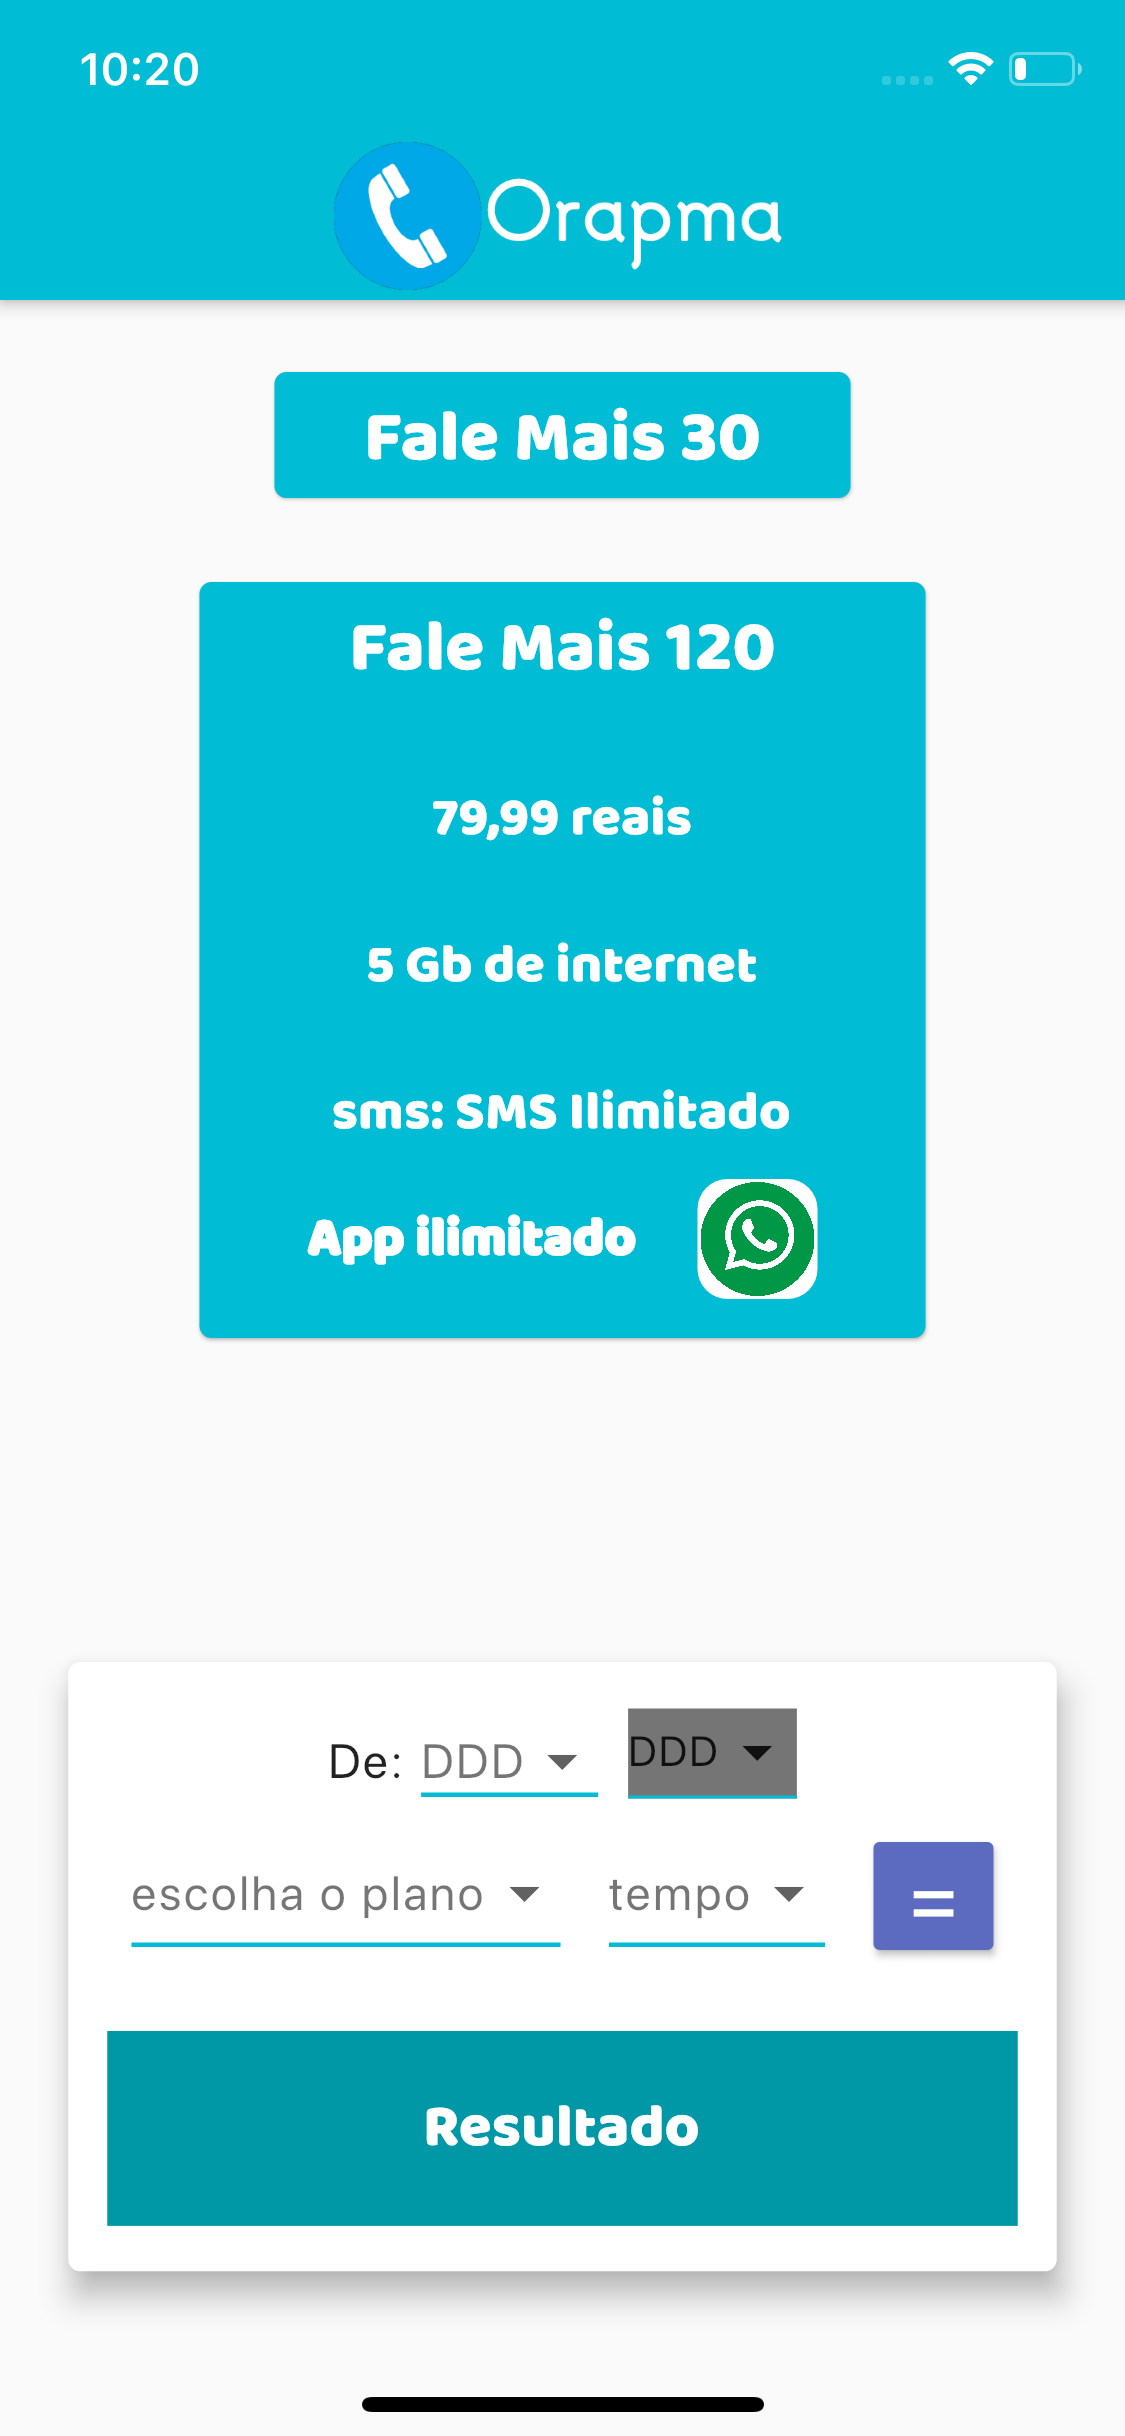 10:20
Orapma
Fale Mais 30
Fale Mais 120
79,99 reais
5 Gb de internet
sms: SMS Ilimitado
App ilimitado
De: DDD DDD
escolha o plano tempo =
Resultado